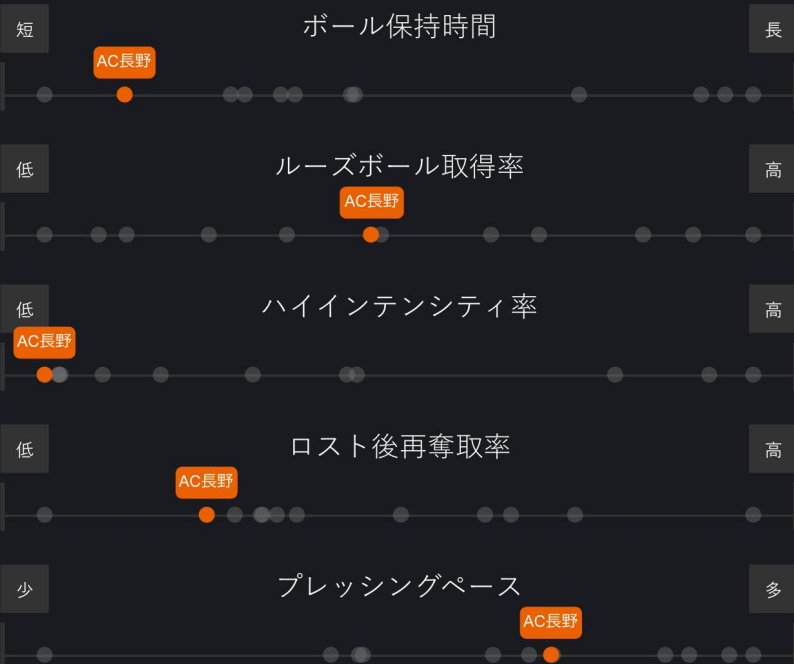 ボール保持時間
短
長
AC長野
ルーズボール取得率
低
高
AC長野
ハイインテンシティ率
低
高
AC長野
ロスト後再奪取率
低
高
AC長野
プレッシングペース
少
多
AC長野